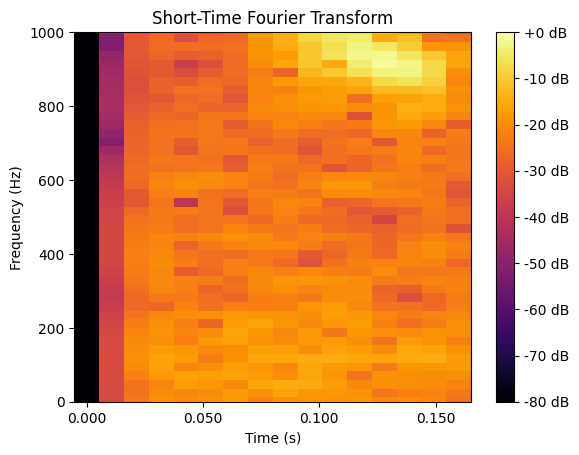 Short-Time Fourier Transform
1000
800
600
400
200
0
Frequency (Hz)
0.000
0.050
0.100
0.150
Time (s)
+0 dB
-10 dB
-20 dB
-30 dB
-40 dB
-50 dB
-60 dB
-70 dB
-80 dB